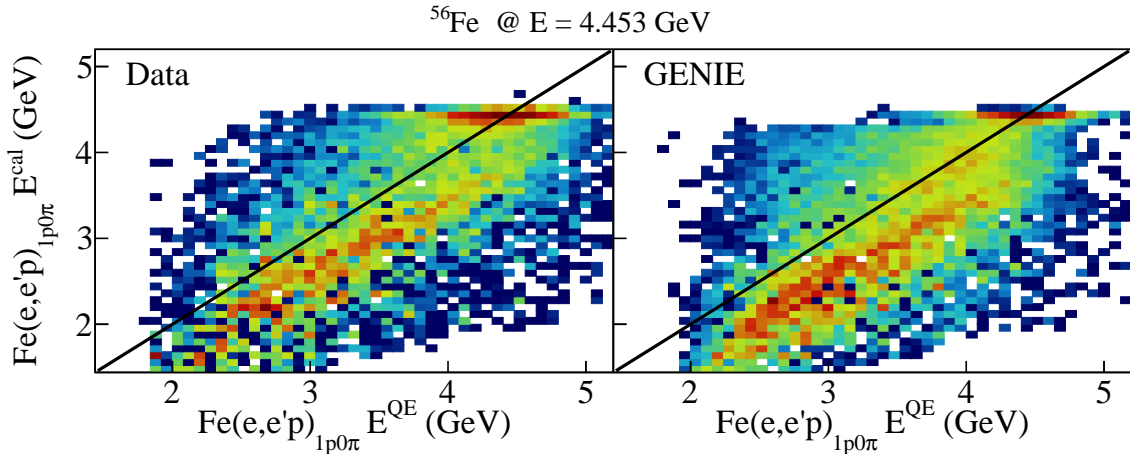 ⁵⁶Fe @ E = 4.453 GeV
Data
GENIE
Fe(e,e'p)₁ₚ₀π E^cal (GeV)
5
4
3
2
2 3 4 5
2 3 4 5
Fe(e,e'p)₁ₚ₀π E^QE (GeV)
Fe(e,e'p)₁ₚ₀π E^QE (GeV)